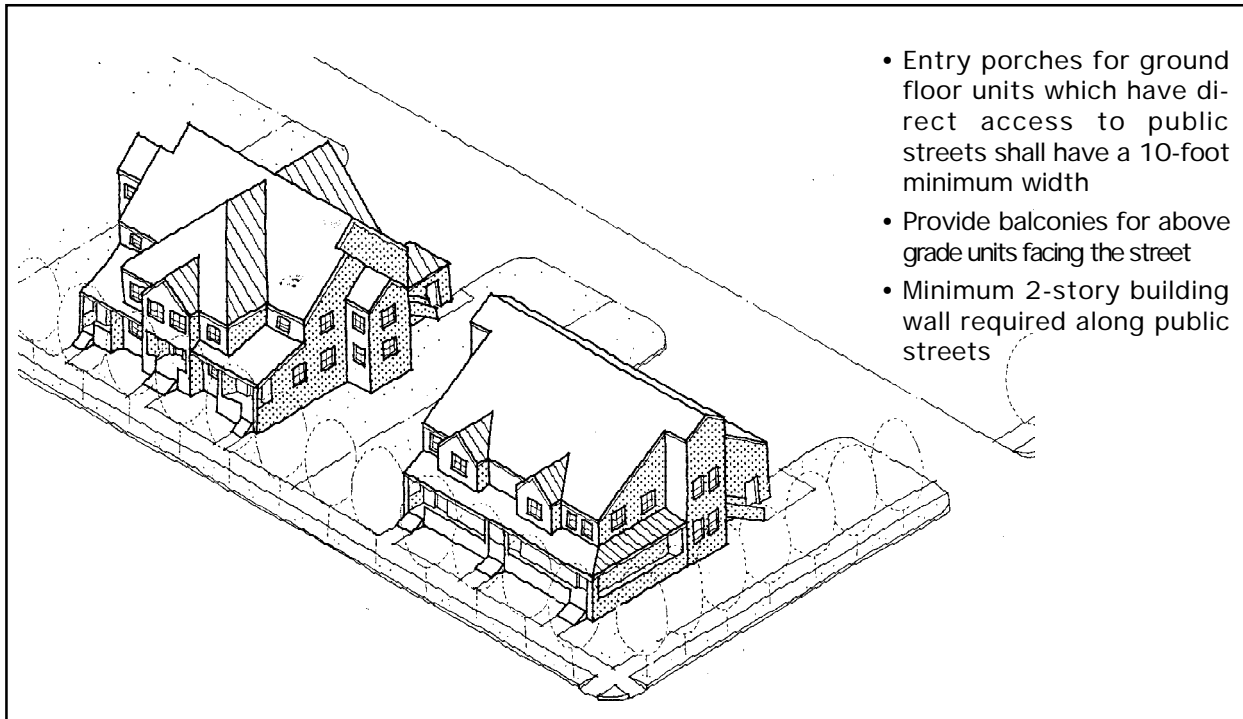 • Entry porches for ground
floor units which have di-
rect access to public
streets shall have a 10-foot
minimum width
• Provide balconies for above
grade units facing the street
• Minimum 2-story building
wall required along public
streets